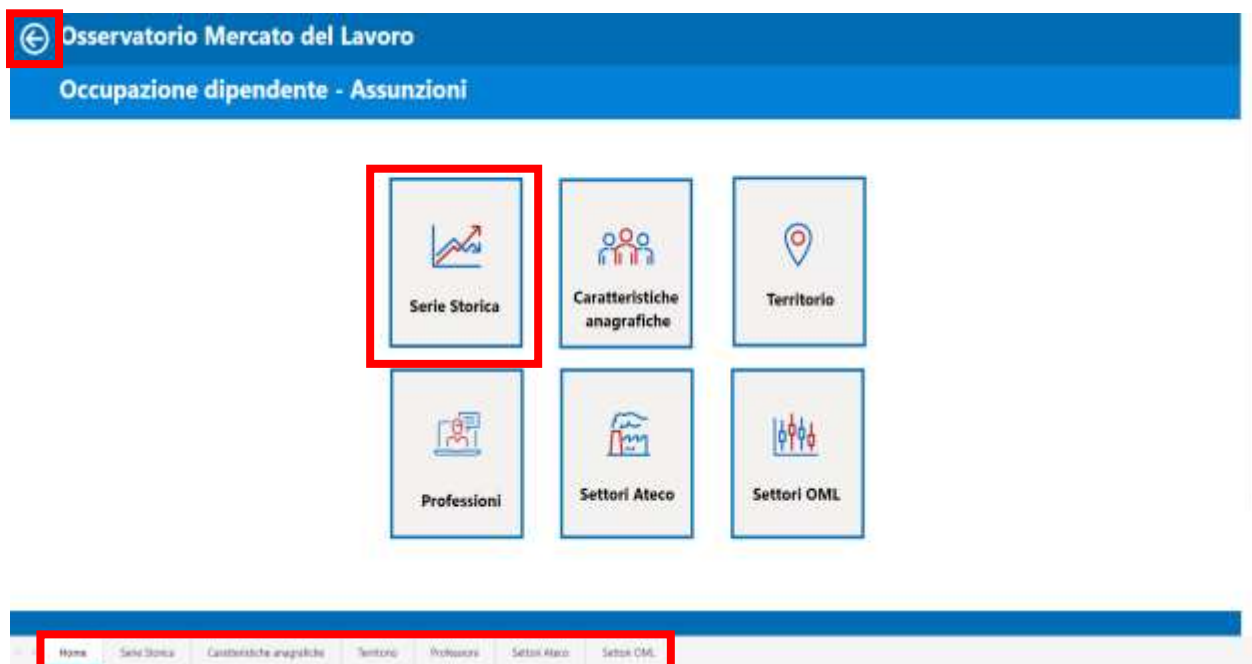 Osservatorio Mercato del Lavoro
Occupazione dipendente - Assunzioni
Serie Storica
Caratteristiche
anagrafiche
Territorio
Professioni
Settori Ateco
Settori OML
Home Serie Storica Caratteristiche anagrafiche Territorio Professioni Settori Ateco Settori OML